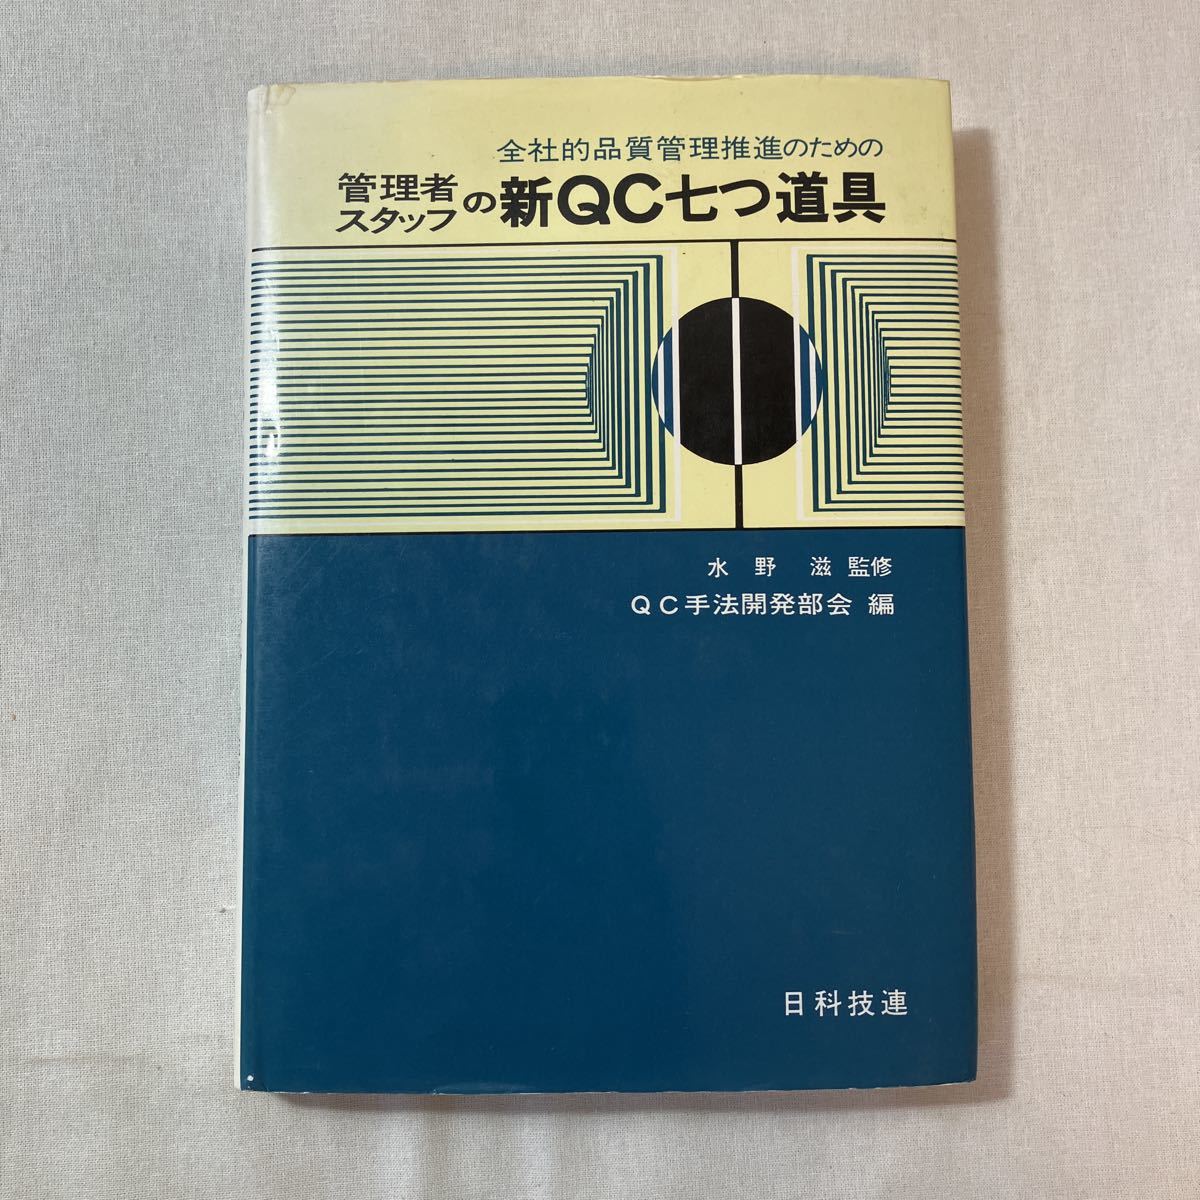 全社的品質管理推進のための
管理者
スタッフ
の新QC七つ道具
水野 滋 監修
QC手法開発部会 編
日科技連